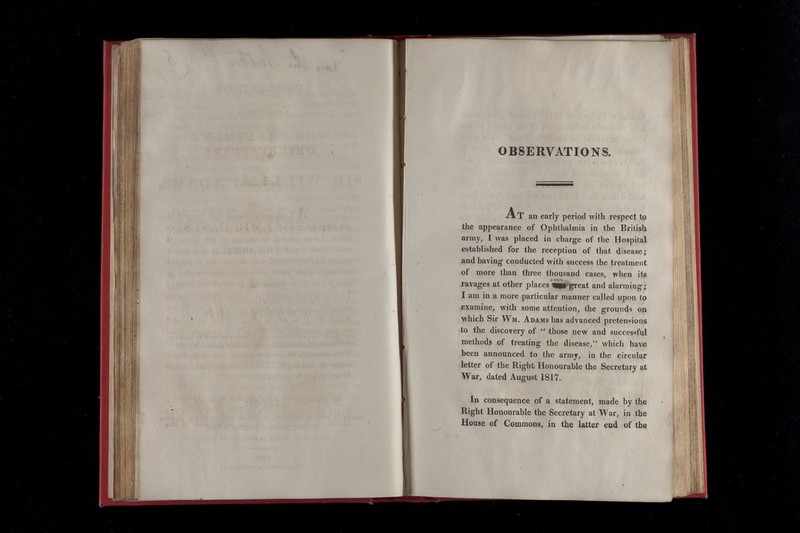 OBSERVATIONS.
AT an early period with respect to
the appearance of Ophthalmia in the British
army, I was placed in charge of the Hospital
established for the reception of that disease;
and having conducted with success the treatment
of more than three thousand cases, when its
ravages at other places great and alarming;
I am in a more particular manner called upon to
examine, with some attention, the grounds on
which Sir WM. ADAMS has advanced pretensions
to the discovery of “ those new and successful
methods of treating the disease,” which have
been announced to the army, in the circular
letter of the Right Honourable the Secretary at
War, dated August 1817.
In consequence of a statement, made by the
Right Honourable the Secretary at War, in the
House of Commons, in the latter end of the